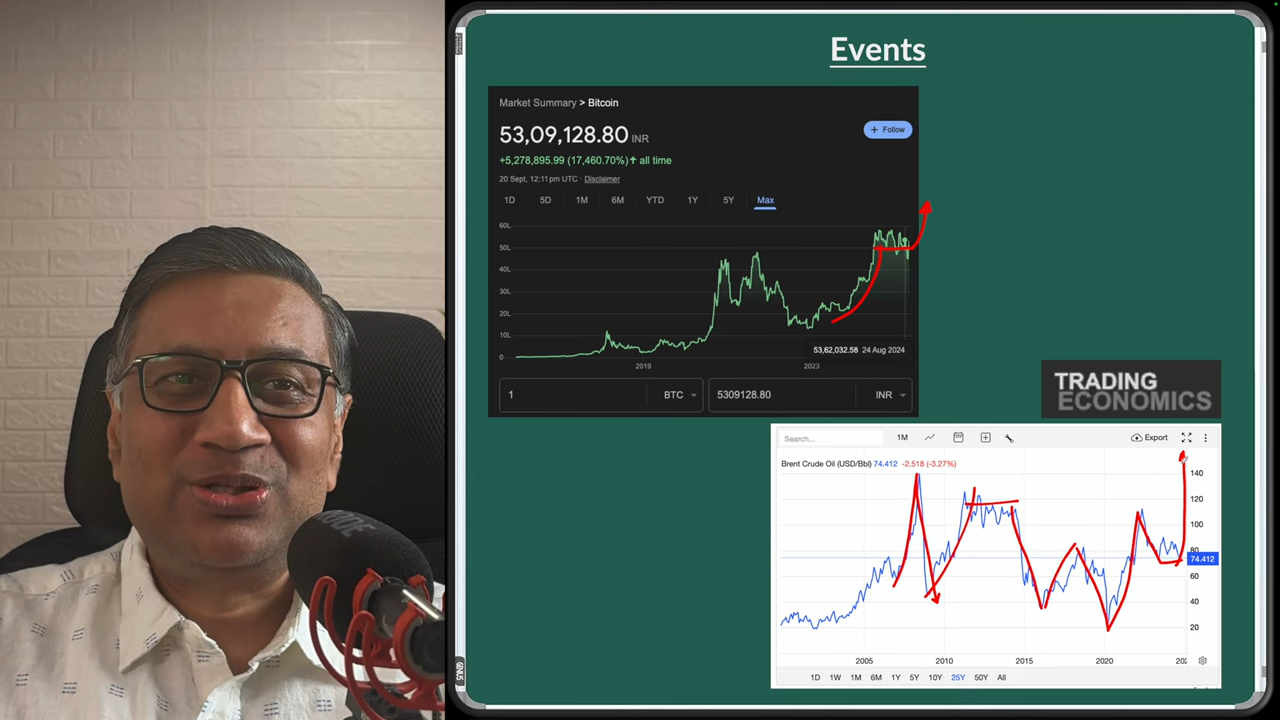 Events
Market Summary > Bitcoin
53,09,128.80 INR
+ Follow
+5,278,895.99 (17,460.70%)↑ all time
20 Sept, 12:11 pm UTC · Disclaimer
1D 5D 1M 6M YTD 1Y 5Y Max
60L
50L
40L
30L
20L
10L
0
53,62,032.58 24 Aug 2024
2019 2023
1 BTC 5309128.80 INR
TRADING
ECONOMICS
Search... 1M Export
Brent Crude Oil (USD/Bbl) 74.412 -2.518 (-3.27%)
140
120
100
80
74.412
60
40
20
2005 2010 2015 2020
1D 1W 1M 6M 1Y 5Y 10Y 25Y 50Y All